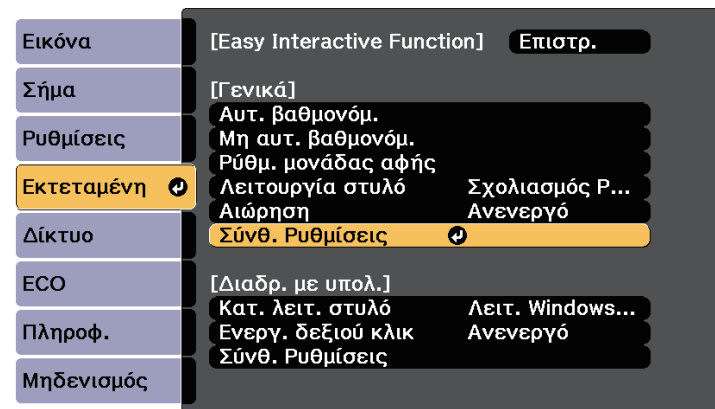 Εικόνα
Σήμα
Ρυθμίσεις
Εκτεταμένη
Δίκτυο
ECO
Πληροφ.
Μηδενισμός
[Easy Interactive Function] Επιστρ.
[Γενικά]
Αυτ. βαθμονόμ.
Μη αυτ. βαθμονόμ.
Ρύθμ. μονάδας αφής
Λειτουργία στυλό Σχολιασμός P...
Αιώρηση Ανενεργό
Σύνθ. Ρυθμίσεις
[Διαδρ. με υπολ.]
Κατ. λειτ. στυλό Λειτ. Windows...
Ενεργ. δεξιού κλικ Ανενεργό
Σύνθ. Ρυθμίσεις